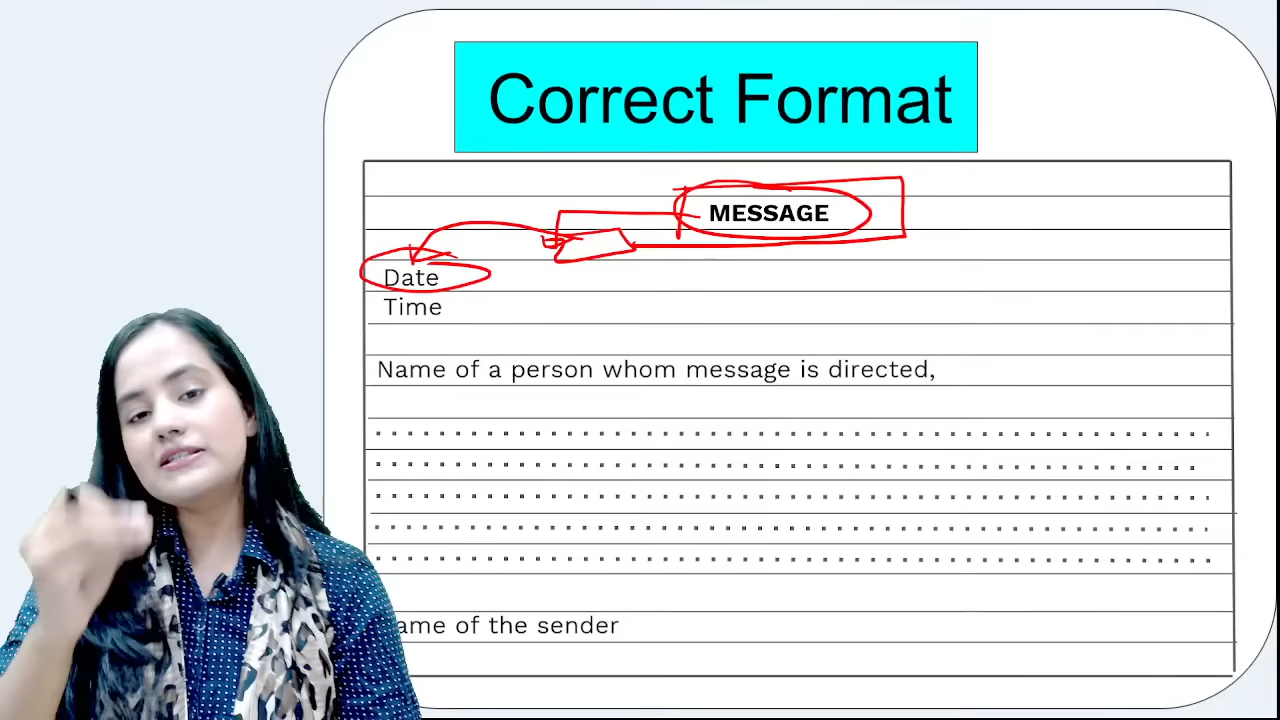 Correct Format
MESSAGE
Date
Time
Name of a person whom message is directed,
ame of the sender